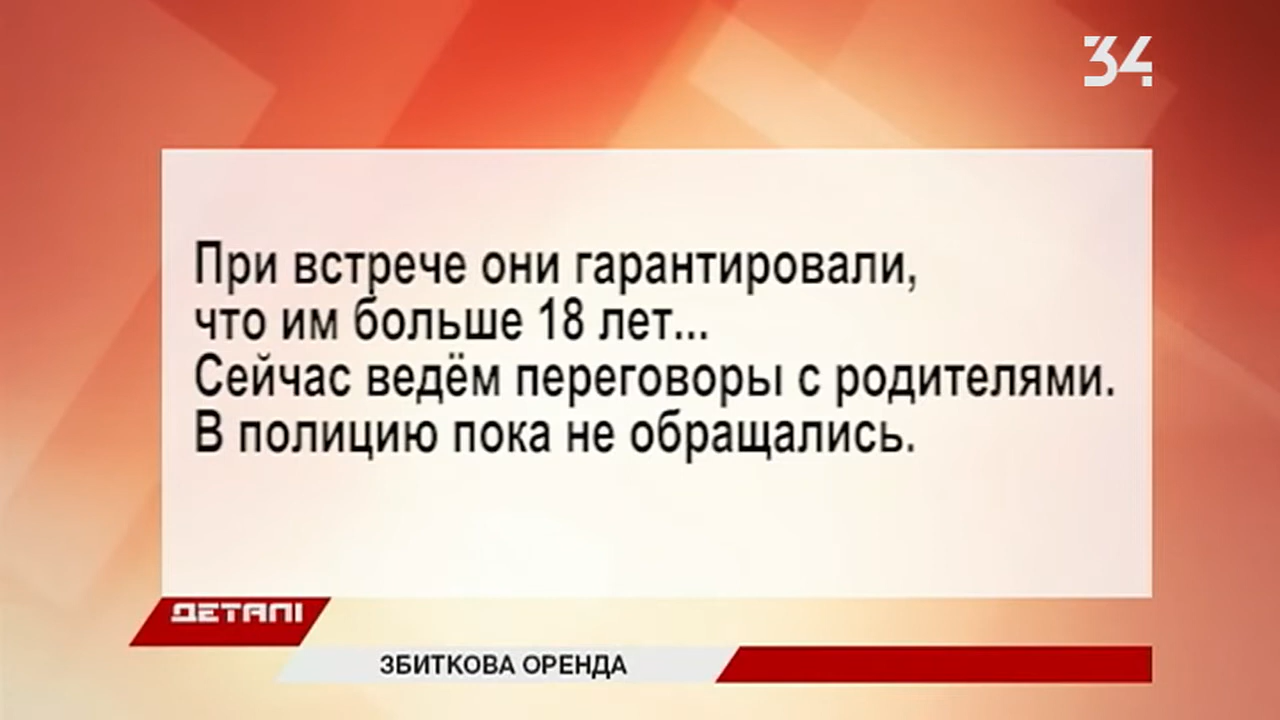 34
При встрече они гарантировали,
что им больше 18 лет...
Сейчас ведём переговоры с родителями.
В полицию пока не обращались.
ДЕТАЛІ
ЗБИТКОВА ОРЕНДА